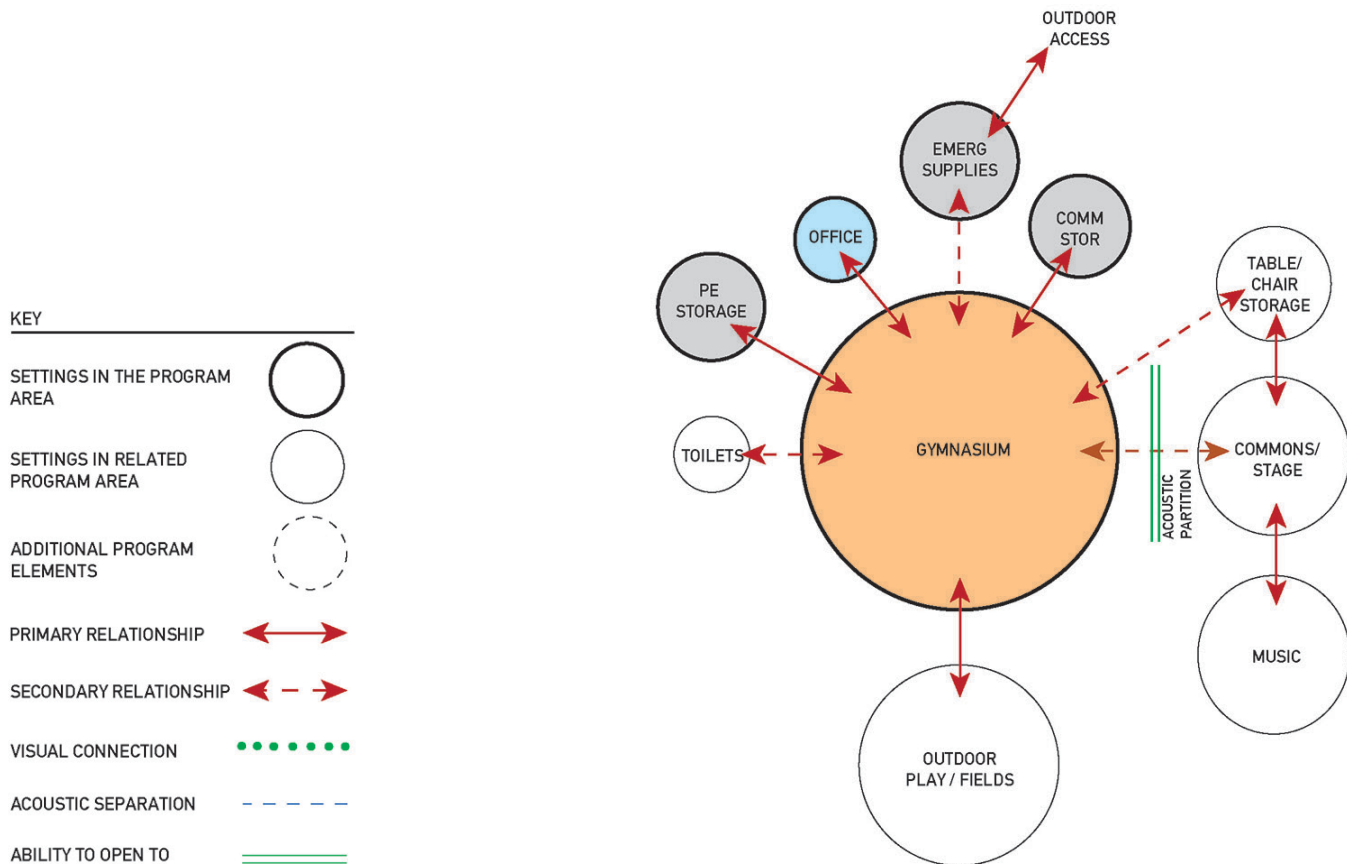 OUTDOOR
ACCESS
EMERG
SUPPLIES
COMM
STOR
OFFICE
PE
STORAGE
TABLE/
CHAIR
STORAGE
TOILETS
GYMNASIUM
COMMONS/
STAGE
ACOUSTIC
PARTITION
MUSIC
OUTDOOR
PLAY / FIELDS
KEY
SETTINGS IN THE PROGRAM
AREA
SETTINGS IN RELATED
PROGRAM AREA
ADDITIONAL PROGRAM
ELEMENTS
PRIMARY RELATIONSHIP
SECONDARY RELATIONSHIP
VISUAL CONNECTION
ACOUSTIC SEPARATION
ABILITY TO OPEN TO